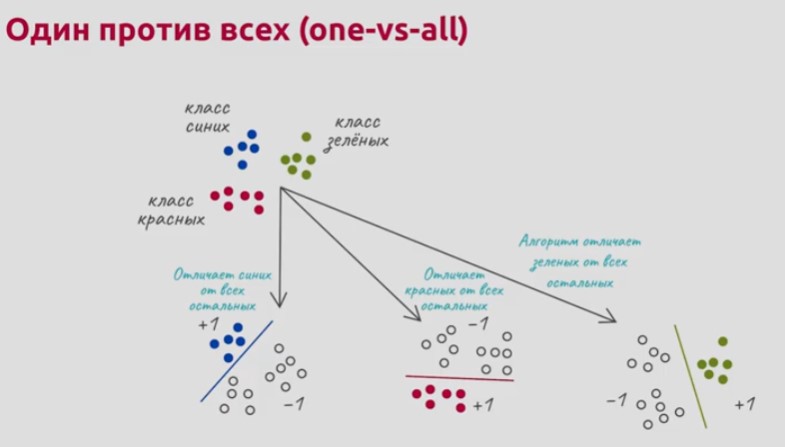 Один против всех (one-vs-all)
класс
синих
класс
зелёных
класс
красных
Отличает синих
от всех
остальных
Отличает
красных от всех
остальных
Алгоритм отличает
зеленых от всех
остальных
+1
-1
-1
+1
-1
+1